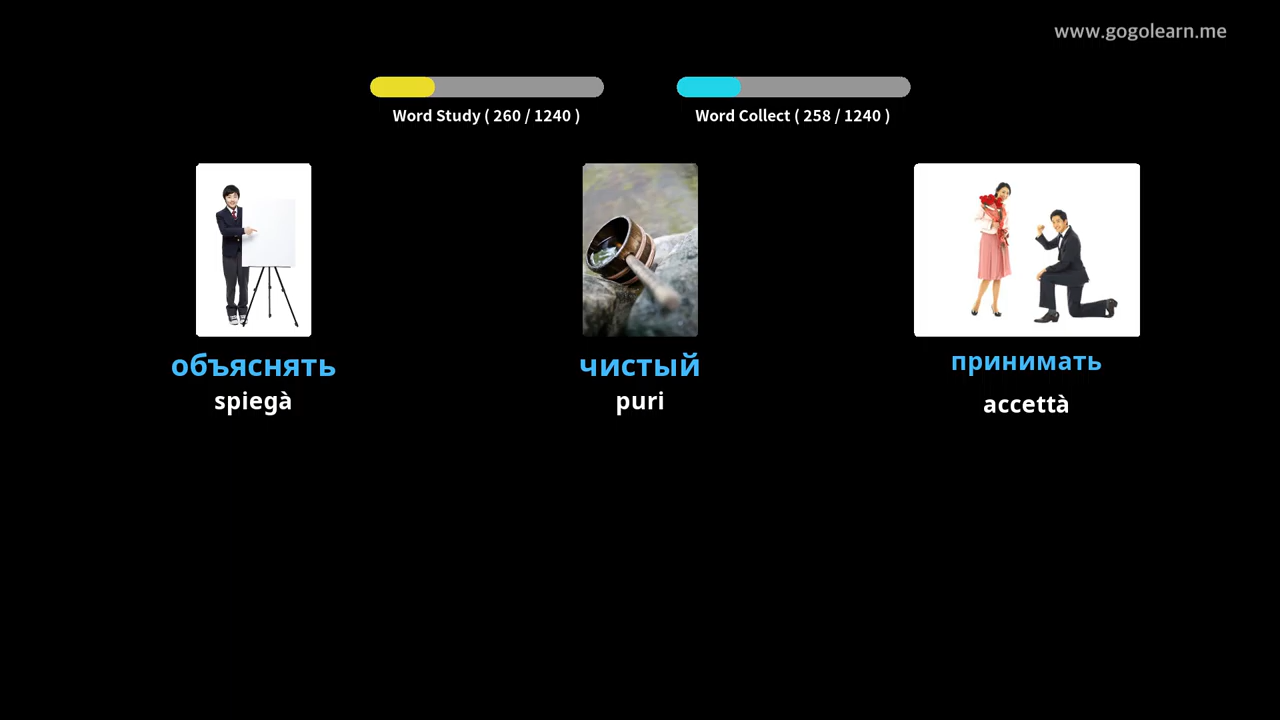 www.gogolearn.me
Word Study ( 260 / 1240 )
Word Collect ( 258 / 1240 )
объяснять
spiegà
чистый
puri
принимать
accettà